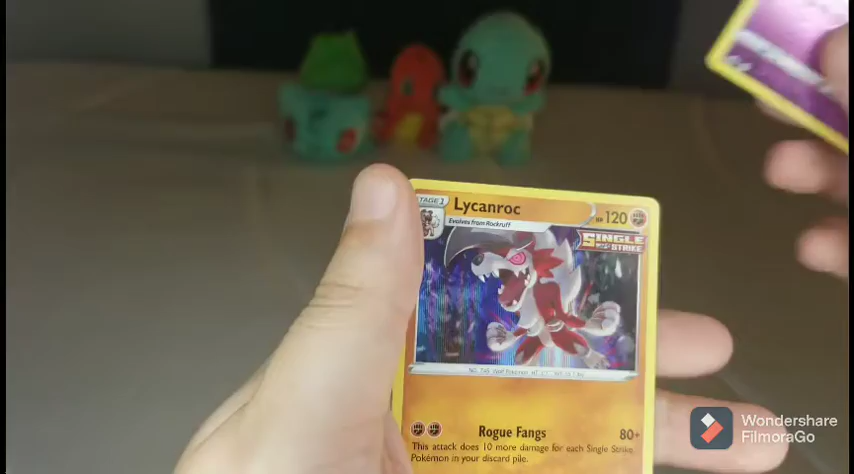 STAGE 1
Lycanroc
HP 120
Evolves from Rockruff
SINGLE
STRIKE
Rogue Fangs 80+
This attack does 10 more damage for each Single Strike
Pokémon in your discard pile.
Wondershare
FilmoraGo